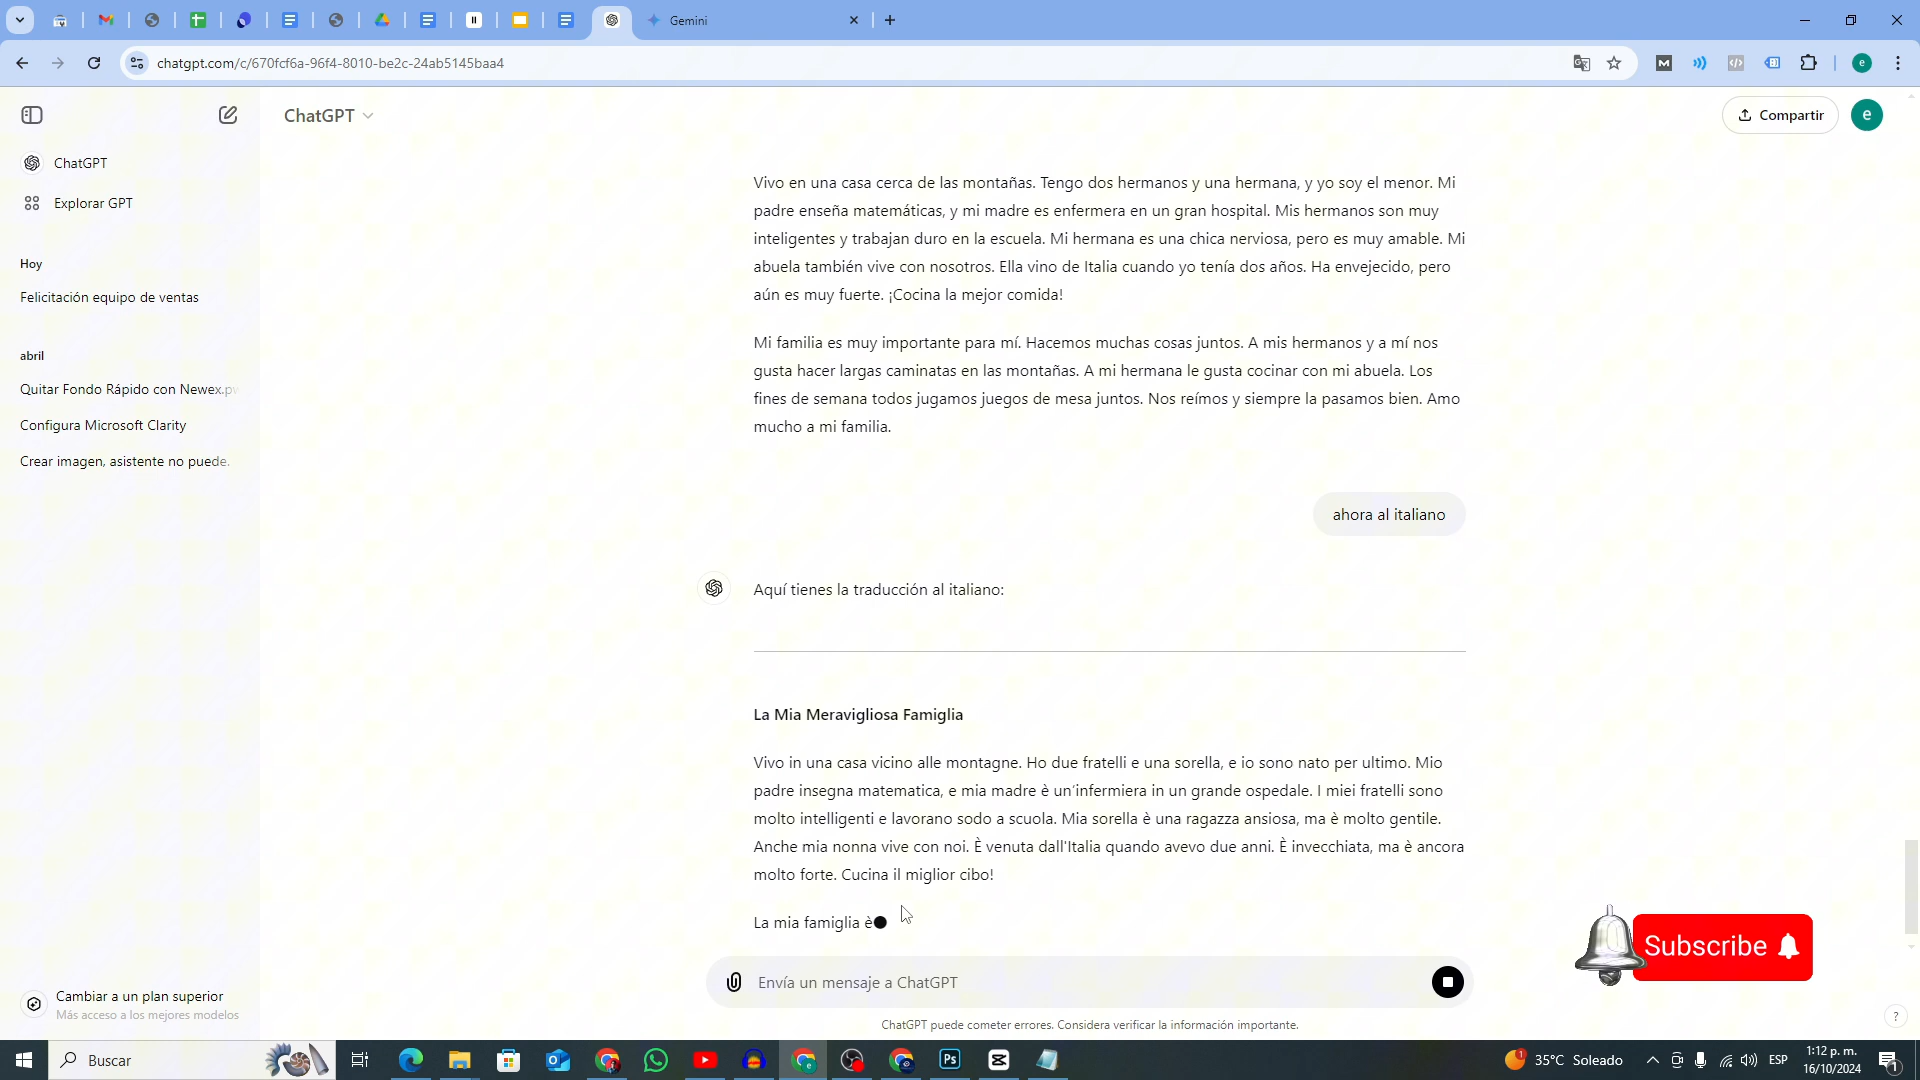 Gemini
chatgpt.com/c/670fcf6a-96f4-8010-be2c-24ab5145baa4
e
ChatGPT
Compartir
e
ChatGPT
Explorar GPT
Hoy
Felicitación equipo de ventas
abril
Quitar Fondo Rápido con Newex.pw
Configura Microsoft Clarity
Crear imagen, asistente no puede.
Vivo en una casa cerca de las montañas. Tengo dos hermanos y una hermana, y yo soy el menor. Mi
padre enseña matemáticas, y mi madre es enfermera en un gran hospital. Mis hermanos son muy
inteligentes y trabajan duro en la escuela. Mi hermana es una chica nerviosa, pero es muy amable. Mi
abuela también vive con nosotros. Ella vino de Italia cuando yo tenía dos años. Ha envejecido, pero
aún es muy fuerte. ¡Cocina la mejor comida!
Mi familia es muy importante para mí. Hacemos muchas cosas juntos. A mis hermanos y a mí nos
gusta hacer largas caminatas en las montañas. A mi hermana le gusta cocinar con mi abuela. Los
fines de semana todos jugamos juegos de mesa juntos. Nos reímos y siempre la pasamos bien. Amo
mucho a mi familia.
ahora al italiano
Aquí tienes la traducción al italiano:
La Mia Meravigliosa Famiglia
Vivo in una casa vicino alle montagne. Ho due fratelli e una sorella, e io sono nato per ultimo. Mio
padre insegna matematica, e mia madre è un'infermiera in un grande ospedale. I miei fratelli sono
molto intelligenti e lavorano sodo a scuola. Mia sorella è una ragazza ansiosa, ma è molto gentile.
Anche mia nonna vive con noi. È venuta dall'Italia quando avevo due anni. È invecchiata, ma è ancora
molto forte. Cucina il miglior cibo!
La mia famiglia è
Subscribe
Envía un mensaje a ChatGPT
Cambiar a un plan superior
Más acceso a los mejores modelos
ChatGPT puede cometer errores. Considera verificar la información importante.
?
Buscar
Ps
1
35°C Soleado
ESP
1:12 p. m.
16/10/2024
1